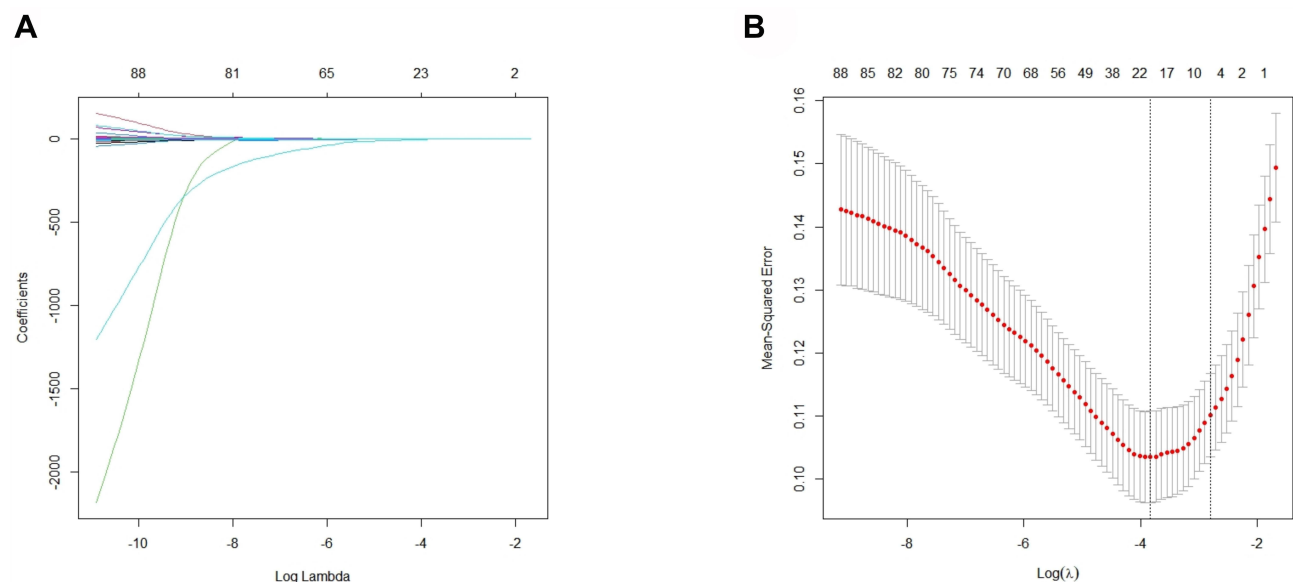 A
88 81 65 23 2
0
-500
-1000
-1500
-2000
Coefficients
-10 -8 -6 -4 -2
Log Lambda
B
88 85 82 80 75 74 70 68 56 49 38 22 17 10 4 2 1
0.16
0.15
0.14
0.13
0.12
0.11
0.10
Mean-Squared Error
-8 -6 -4 -2
Log(λ)